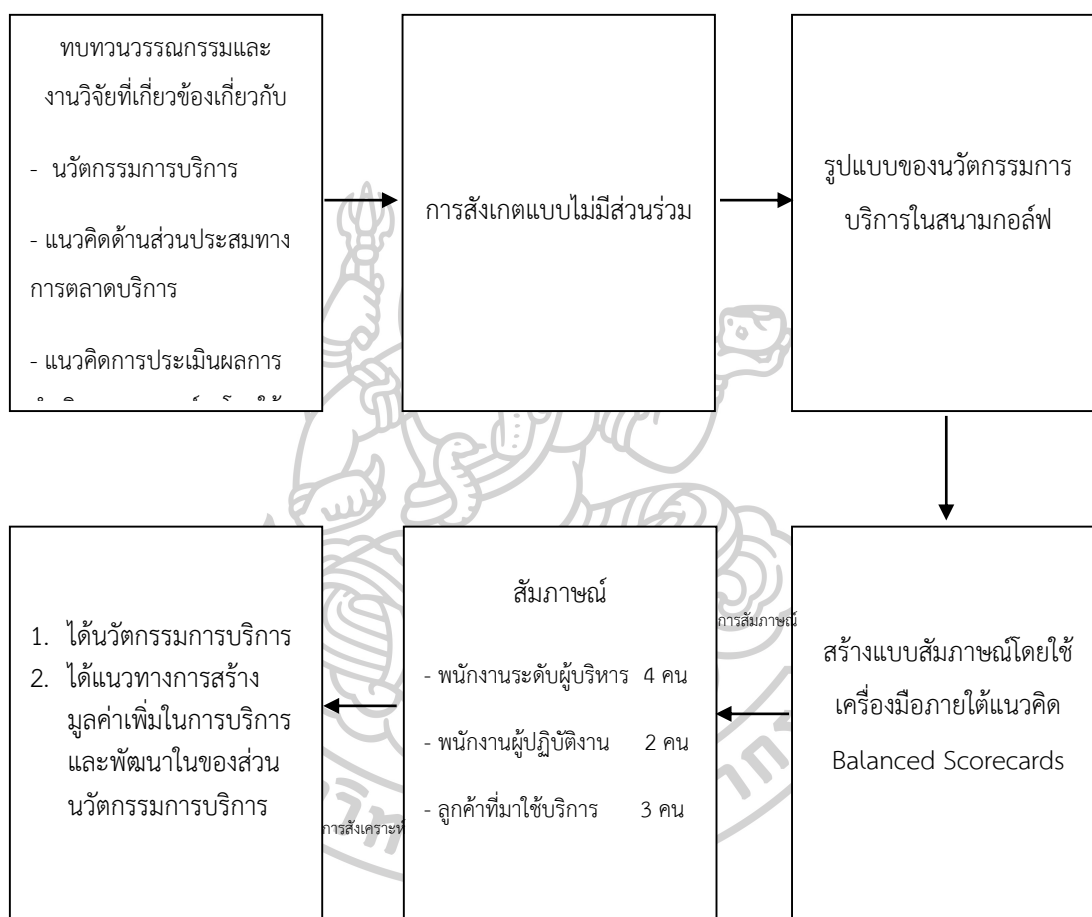 ทบทวนวรรณกรรมและ
งานวิจัยที่เกี่ยวข้องเกี่ยวกับ
- นวัตกรรมการบริการ
- แนวคิดด้านส่วนประสมทาง
การตลาดบริการ
- แนวคิดการประเมินผลการ
การสังเกตแบบไม่มีส่วนร่วม
รูปแบบของนวัตกรรมการ
บริการในสนามกอล์ฟ
สร้างแบบสัมภาษณ์โดยใช้
เครื่องมือภายใต้แนวคิด
Balanced Scorecards
การสัมภาษณ์
สัมภาษณ์
- พนักงานระดับผู้บริหาร 4 คน
- พนักงานผู้ปฏิบัติงาน 2 คน
- ลูกค้าที่มาใช้บริการ 3 คน
การสังเคราะห์
1. ได้นวัตกรรมการบริการ
2. ได้แนวทางการสร้าง
มูลค่าเพิ่มในการบริการ
และพัฒนาในของส่วน
นวัตกรรมการบริการ